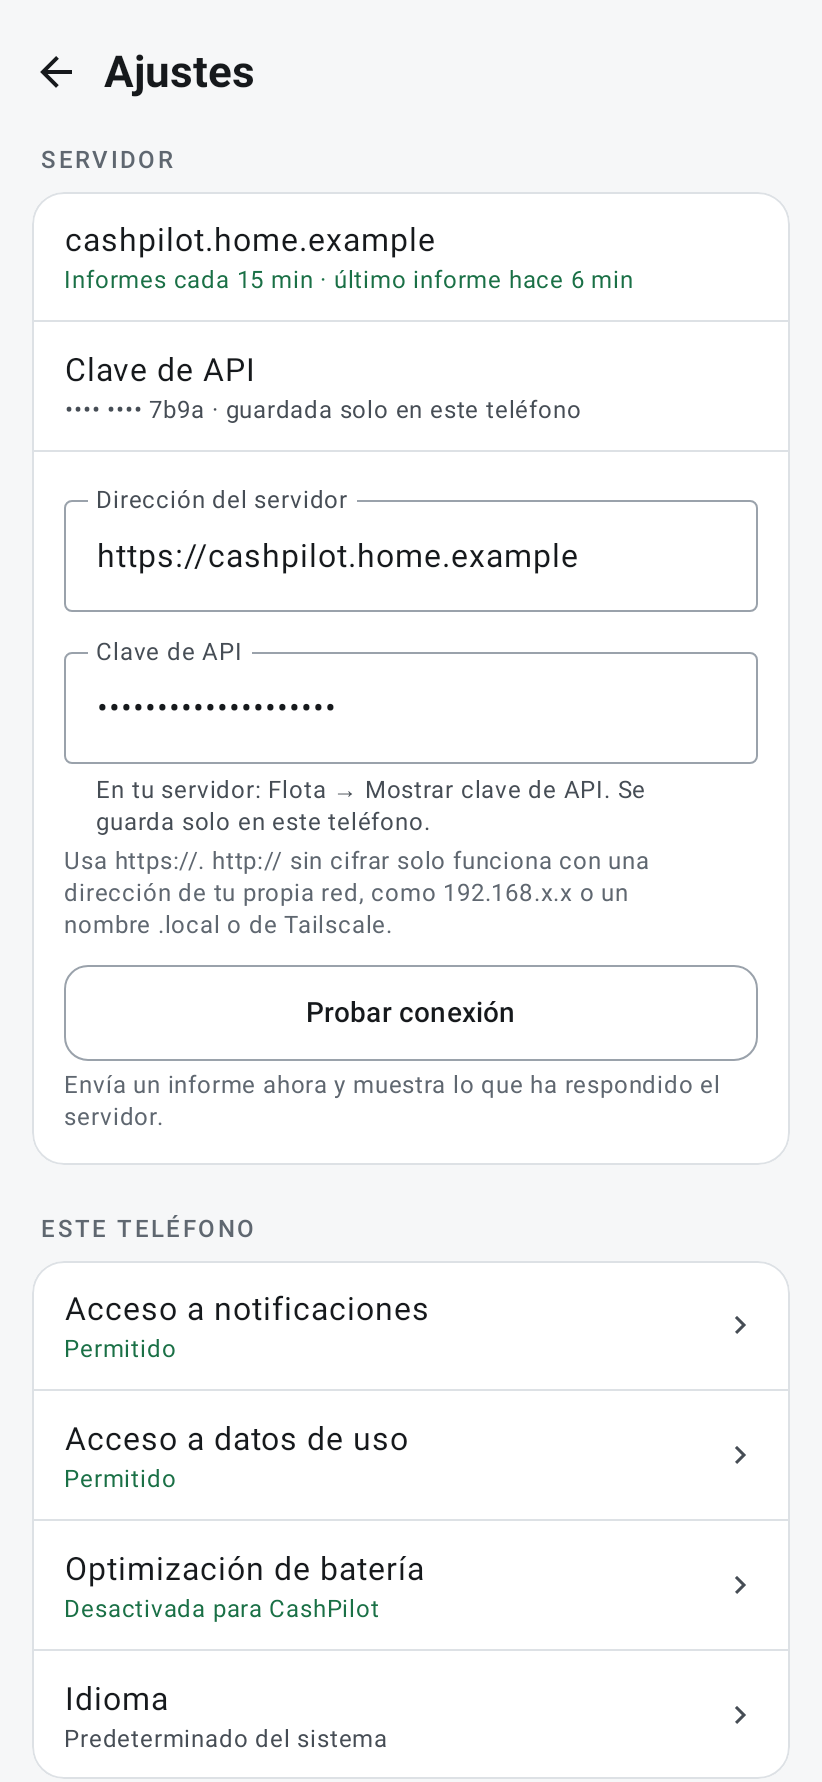 Ajustes
SERVIDOR
cashpilot.home.example
Informes cada 15 min · último informe hace 6 min
Clave de API
•••• •••• 7b9a · guardada solo en este teléfono
Dirección del servidor
https://cashpilot.home.example
Clave de API
••••••••••••••••••••
En tu servidor: Flota → Mostrar clave de API. Se
guarda solo en este teléfono.
Usa https://. http:// sin cifrar solo funciona con una
dirección de tu propia red, como 192.168.x.x o un
nombre .local o de Tailscale.
Probar conexión
Envía un informe ahora y muestra lo que ha respondido el
servidor.
ESTE TELÉFONO
Acceso a notificaciones
Permitido
Acceso a datos de uso
Permitido
Optimización de batería
Desactivada para CashPilot
Idioma
Predeterminado del sistema